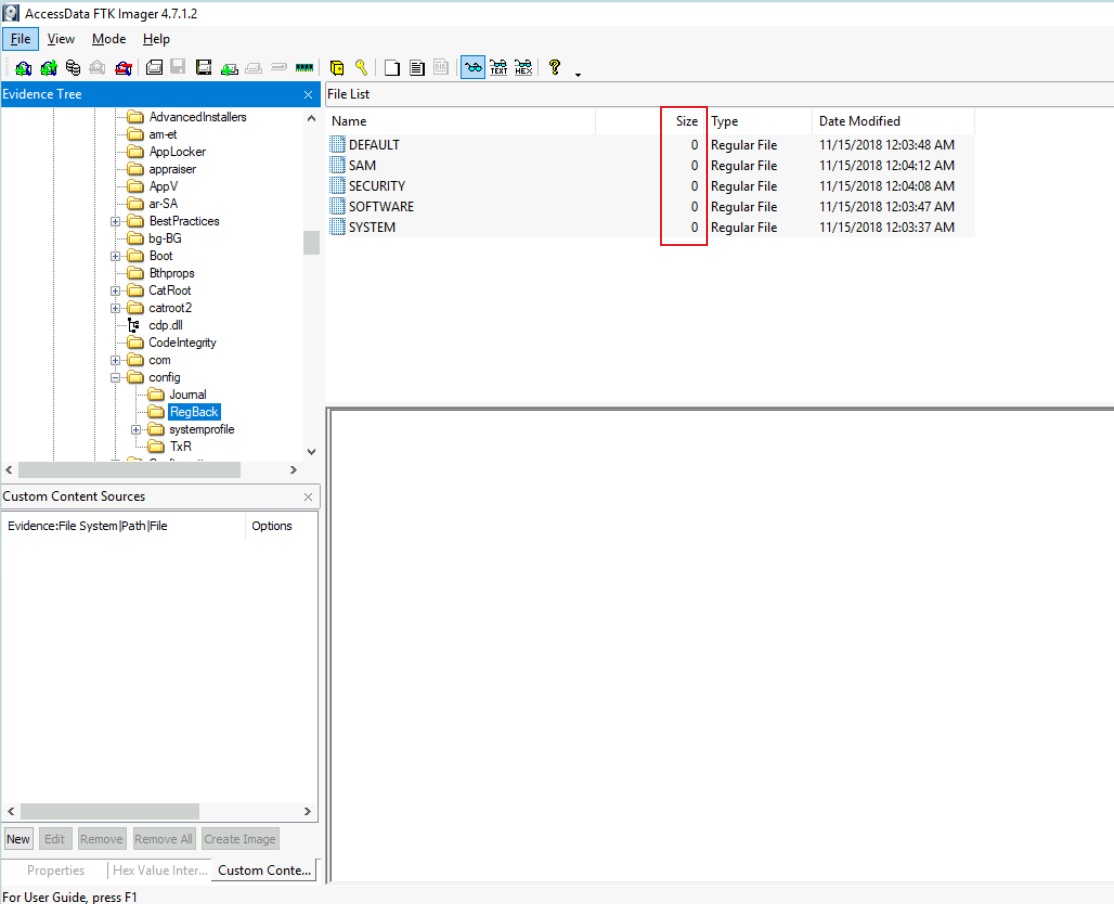 AccessData FTK Imager 4.7.1.2
File View Mode Help
TEXT HEX ?
Evidence Tree
AdvancedInstallers
am-et
AppLocker
appraiser
AppV
ar-SA
BestPractices
bg-BG
Boot
Bthprops
CatRoot
catroot2
cdp.dll
CodeIntegrity
com
config
Journal
RegBack
systemprofile
TxR
File List
Name Size Type Date Modified
DEFAULT 0 Regular File 11/15/2018 12:03:48 AM
SAM 0 Regular File 11/15/2018 12:04:12 AM
SECURITY 0 Regular File 11/15/2018 12:04:08 AM
SOFTWARE 0 Regular File 11/15/2018 12:03:47 AM
SYSTEM 0 Regular File 11/15/2018 12:03:37 AM
Custom Content Sources
Evidence:File System|Path|File Options
New Edit Remove Remove All Create Image
Properties Hex Value Inter... Custom Conte...
For User Guide, press F1